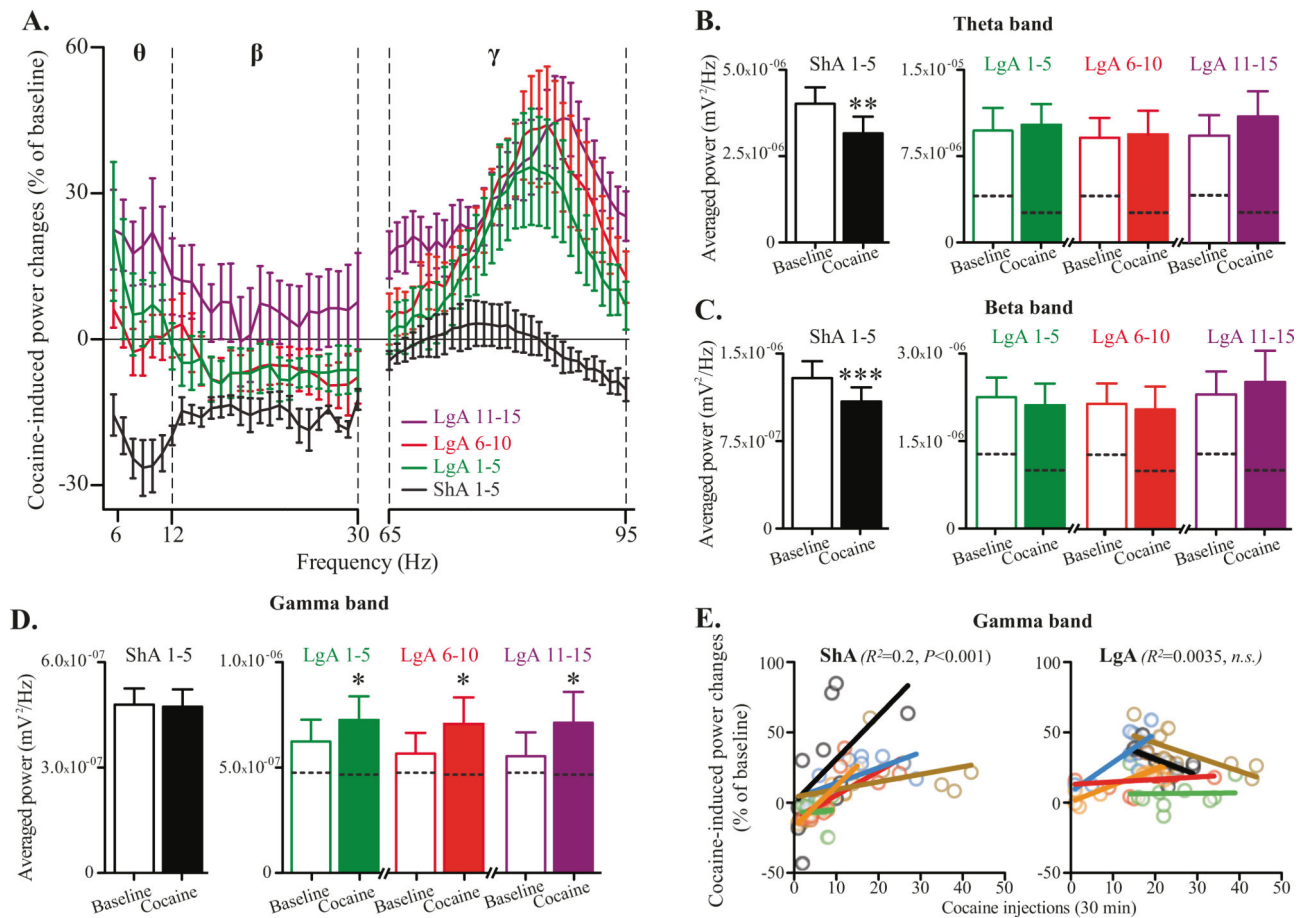 A.
θ
β
γ
Cocaine-induced power changes (% of baseline)
60
30
0
-30
LgA 11-15
LgA 6-10
LgA 1-5
ShA 1-5
6
12
30
65
95
Frequency (Hz)
B.
Theta band
Averaged power (mV²/Hz)
ShA 1-5
5.0x10⁻⁰⁶
2.5x10⁻⁰⁶
0
**
Baseline
Cocaine
LgA 1-5
LgA 6-10
LgA 11-15
1.5x10⁻⁰⁵
7.5x10⁻⁰⁶
0
Baseline
Cocaine
Baseline
Cocaine
Baseline
Cocaine
C.
Beta band
Averaged power (mV²/Hz)
ShA 1-5
1.5x10⁻⁰⁶
7.5x10⁻⁰⁷
0
***
Baseline
Cocaine
LgA 1-5
LgA 6-10
LgA 11-15
3.0x10⁻⁰⁶
1.5x10⁻⁰⁶
0
Baseline
Cocaine
Baseline
Cocaine
Baseline
Cocaine
D.
Gamma band
Averaged power (mV²/Hz)
ShA 1-5
6.0x10⁻⁰⁷
3.0x10⁻⁰⁷
0
Baseline
Cocaine
LgA 1-5
LgA 6-10
LgA 11-15
1.0x10⁻⁰⁶
5.0x10⁻⁰⁷
0
*
*
*
Baseline
Cocaine
Baseline
Cocaine
Baseline
Cocaine
E.
Gamma band
Cocaine-induced power changes
(% of baseline)
ShA (R²=0.2, P<0.001)
100
50
0
-50
0
10
20
30
40
50
LgA (R²=0.0035, n.s.)
100
50
0
-50
0
10
20
30
40
50
Cocaine injections (30 min)